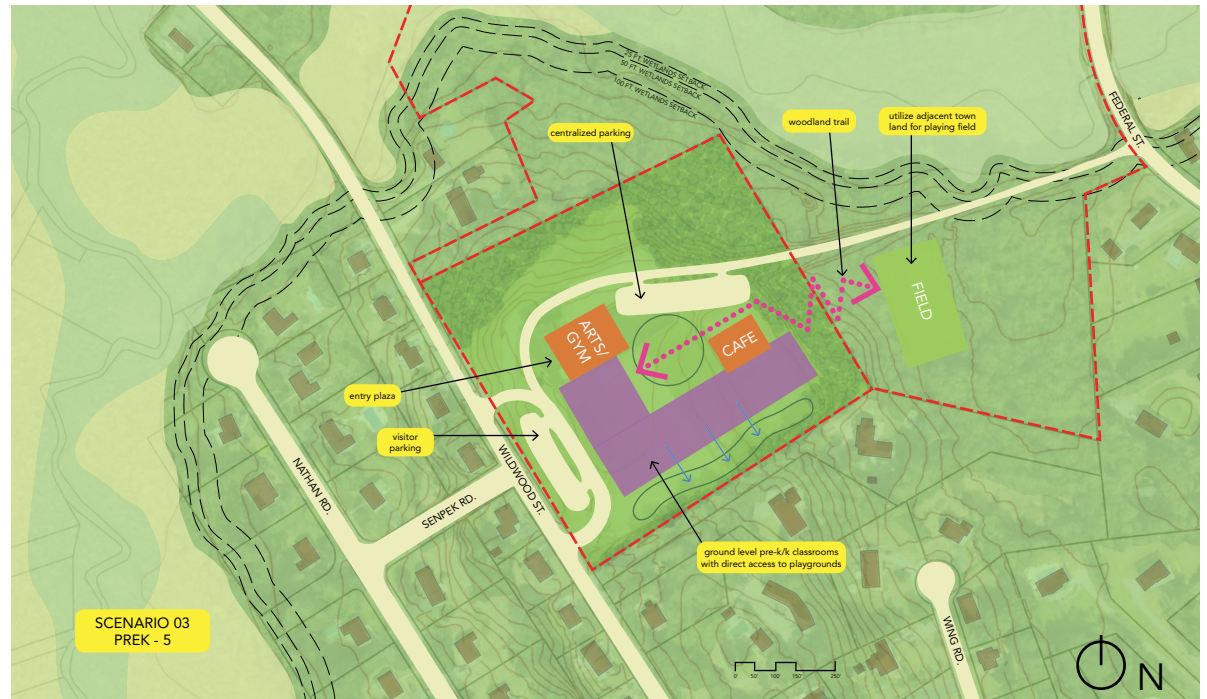 25 FT. WETLANDS SETBACK
50 FT. WETLANDS SETBACK
100 FT. WETLANDS SETBACK
FEDERAL ST.
centralized parking
woodland trail
utilize adjacent town
land for playing field
ARTS/
GYM
CAFE
FIELD
entry plaza
visitor
parking
NATHAN RD.
SENPEK RD.
WILDWOOD ST.
ground level pre-k/k classrooms
with direct access to playgrounds
WING RD.
SCENARIO 03
PREK - 5
0' 50' 100' 150' 250'
N